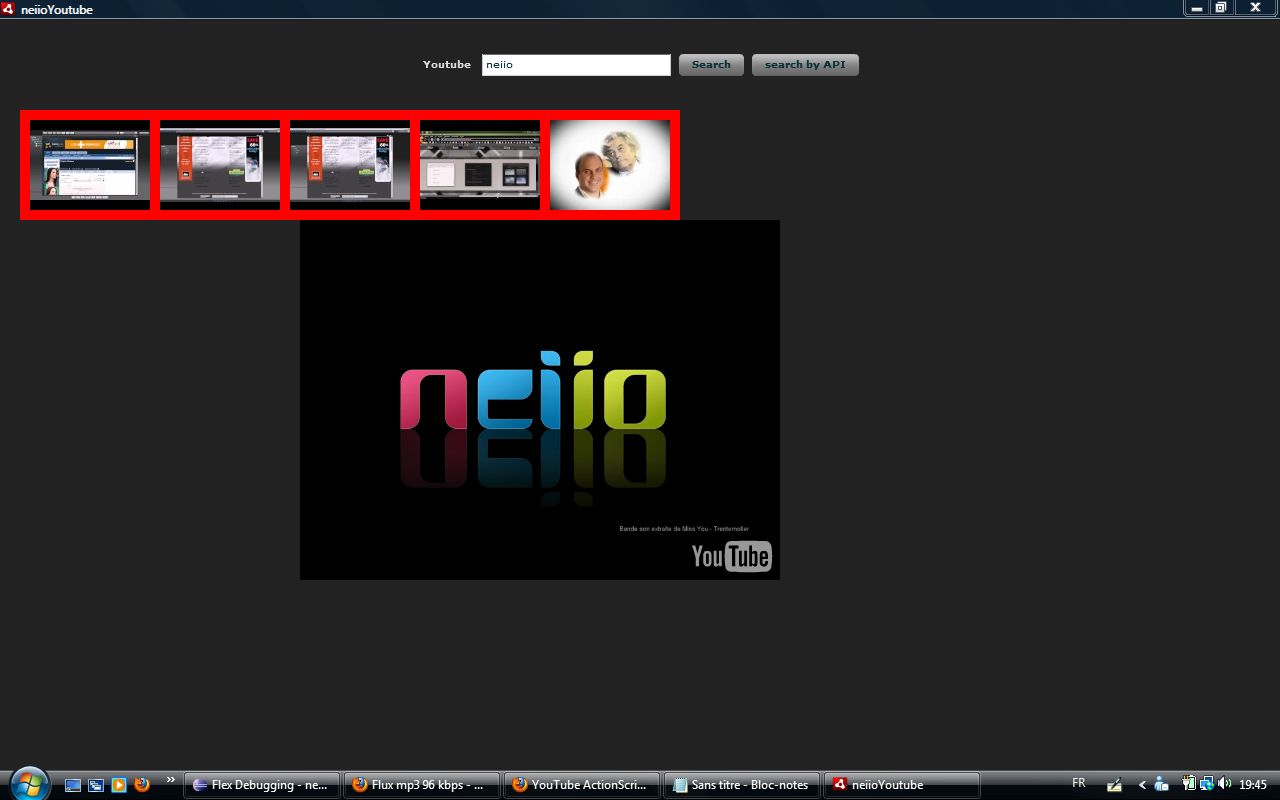 neiioYoutube
Youtube neiio Search search by API
neiio
Bande son extraite de Miss You - Trentemoller
YouTube
Flex Debugging - ne... Flux mp3 96 kbps - ... YouTube ActionScri... Sans titre - Bloc-notes neiioYoutube FR 19:45